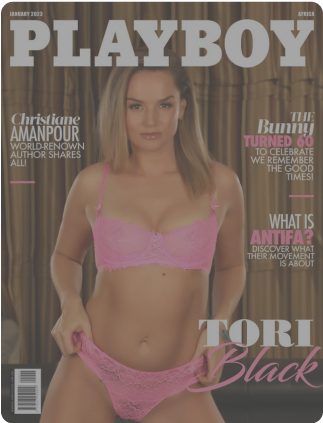 JANUARY 2023
AFRICA
PLAYBOY
Christiane
AMANPOUR
WORLD-RENOWN
AUTHOR SHARES
ALL!
THE
Bunny
TURNED 60
TO CELEBRATE
WE REMEMBER
THE GOOD
TIMES!
WHAT IS
ANTIFA?
DISCOVER WHAT
THEIR MOVEMENT
IS ABOUT
TORI
Black